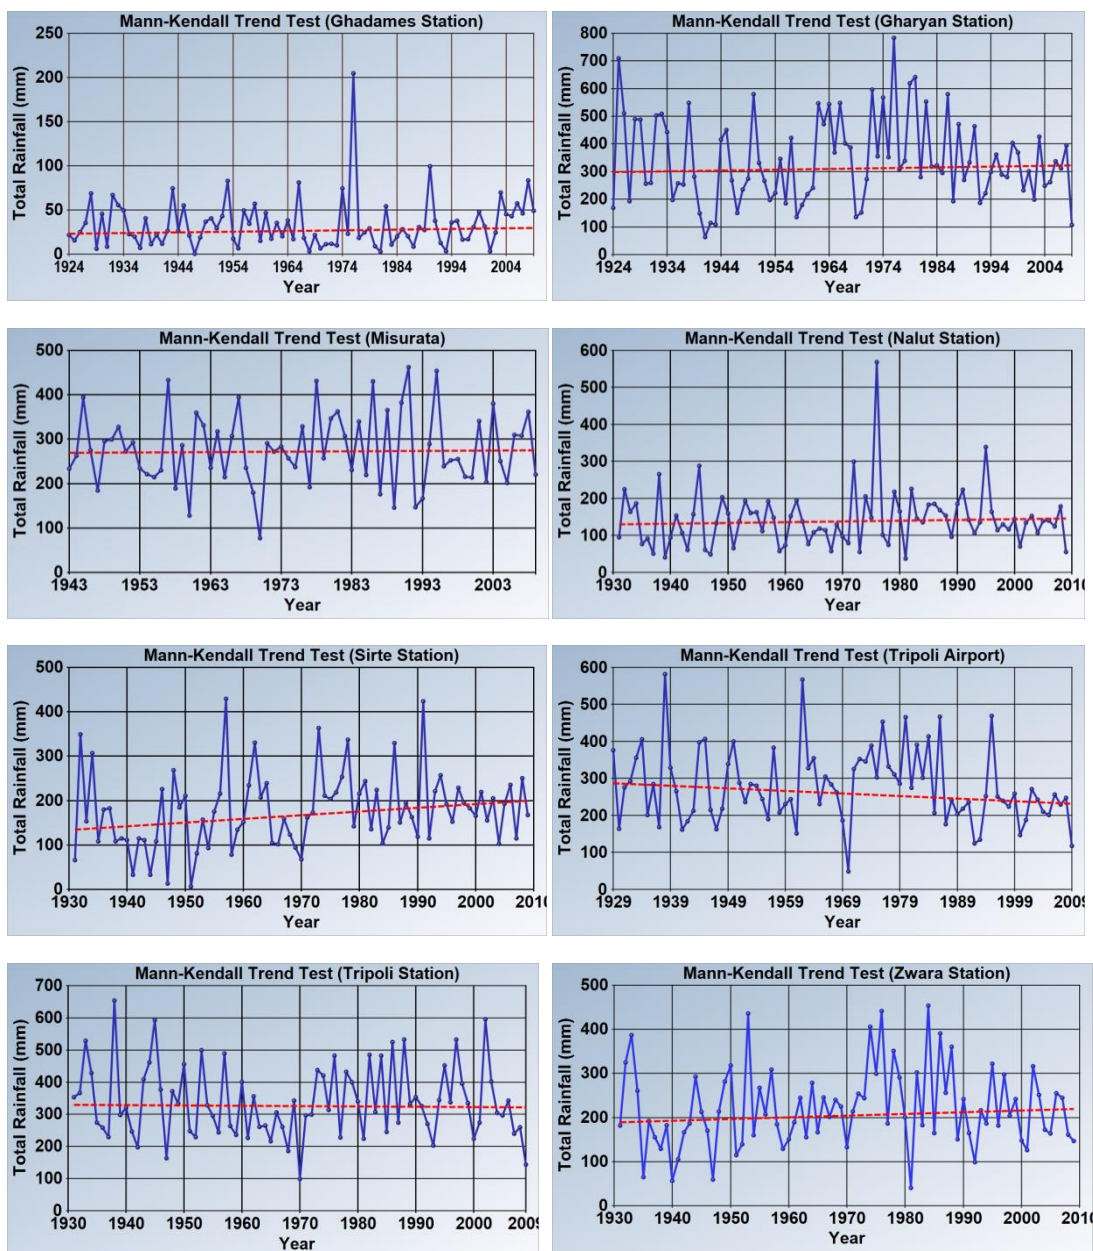 Mann-Kendall Trend Test (Ghadames Station)
Total Rainfall (mm)
250
200
150
100
50
0
1924 1934 1944 1954 1964 1974 1984 1994 2004
Year
Mann-Kendall Trend Test (Gharyan Station)
Total Rainfall (mm)
800
700
600
500
400
300
200
100
0
1924 1934 1944 1954 1964 1974 1984 1994 2004
Year
Mann-Kendall Trend Test (Misurata)
Total Rainfall (mm)
500
400
300
200
100
0
1943 1953 1963 1973 1983 1993 2003
Year
Mann-Kendall Trend Test (Nalut Station)
Total Rainfall (mm)
600
500
400
300
200
100
0
1930 1940 1950 1960 1970 1980 1990 2000 2010
Year
Mann-Kendall Trend Test (Sirte Station)
Total Rainfall (mm)
500
400
300
200
100
0
1930 1940 1950 1960 1970 1980 1990 2000 2010
Year
Mann-Kendall Trend Test (Tripoli Airport)
Total Rainfall (mm)
600
500
400
300
200
100
0
1929 1939 1949 1959 1969 1979 1989 1999 2009
Year
Mann-Kendall Trend Test (Tripoli Station)
Total Rainfall (mm)
700
600
500
400
300
200
100
0
1930 1940 1950 1960 1970 1980 1990 2000 2009
Year
Mann-Kendall Trend Test (Zwara Station)
Total Rainfall (mm)
500
400
300
200
100
0
1930 1940 1950 1960 1970 1980 1990 2000 2010
Year